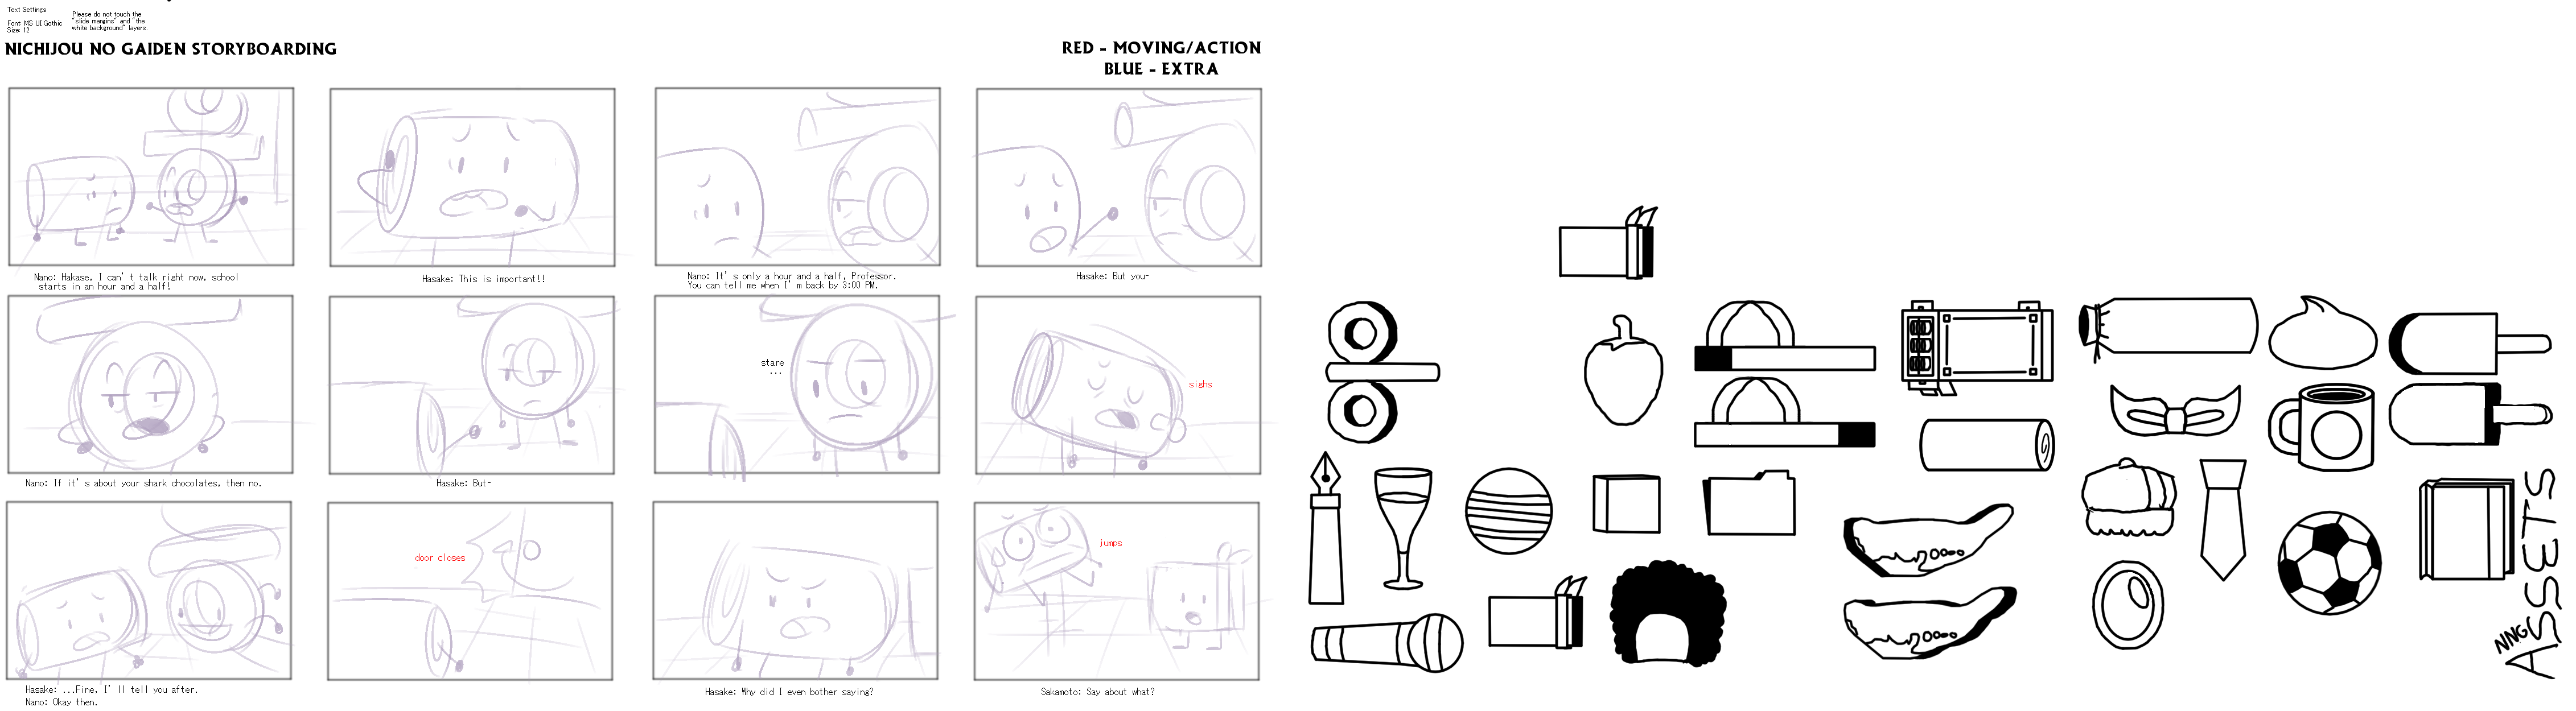 Text Settings
Font: MS UI Gothic
Size: 12
Please do not touch the
"slide margins" and "the
white background" layers.
NICHIJOU NO GAIDEN STORYBOARDING
RED - MOVING/ACTION
BLUE - EXTRA
Nano: Hakase, I can't talk right now, school
starts in an hour and a half!
Hasake: This is important!!
Nano: It's only a hour and a half, Professor.
You can tell me when I'm back by 3:00 PM.
Hasake: But you-
Nano: If it's about your shark chocolates, then no.
Hasake: But-
stare
...
sighs
Hasake: ...Fine, I'll tell you after.
Nano: Okay then.
door closes
Hasake: Why did I even bother saying?
jumps
Sakamoto: Say about what?
NNG
ASSETS